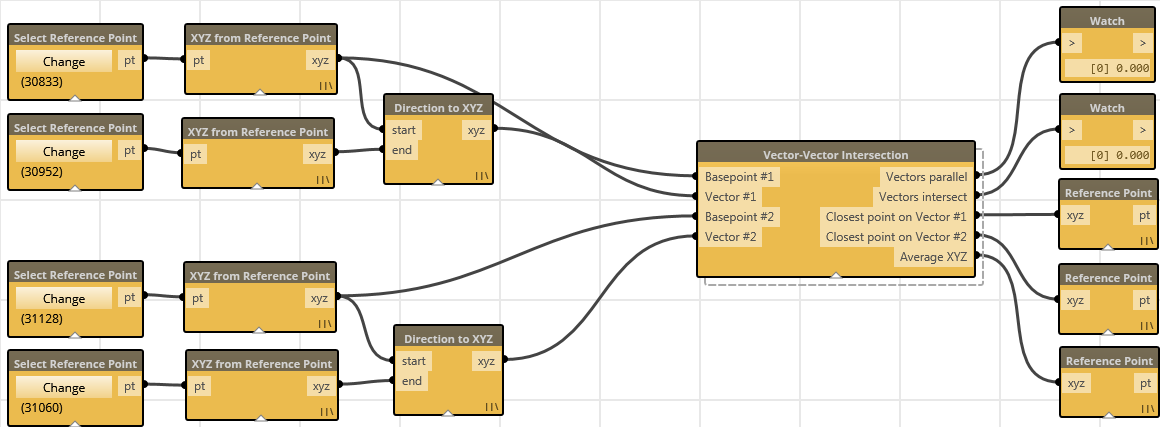 Select Reference Point
Change
pt
(30833)
XYZ from Reference Point
pt
xyz
Select Reference Point
Change
pt
(30952)
XYZ from Reference Point
pt
xyz
Direction to XYZ
start
xyz
end
Select Reference Point
Change
pt
(31128)
XYZ from Reference Point
pt
xyz
Select Reference Point
Change
pt
(31060)
XYZ from Reference Point
pt
xyz
Direction to XYZ
start
xyz
end
Vector-Vector Intersection
Basepoint #1
Vectors parallel
Vector #1
Vectors intersect
Basepoint #2
Closest point on Vector #1
Vector #2
Closest point on Vector #2
Average XYZ
Watch
> >
[0] 0.000
Watch
> >
[0] 0.000
Reference Point
xyz
pt
Reference Point
xyz
pt
Reference Point
xyz
pt